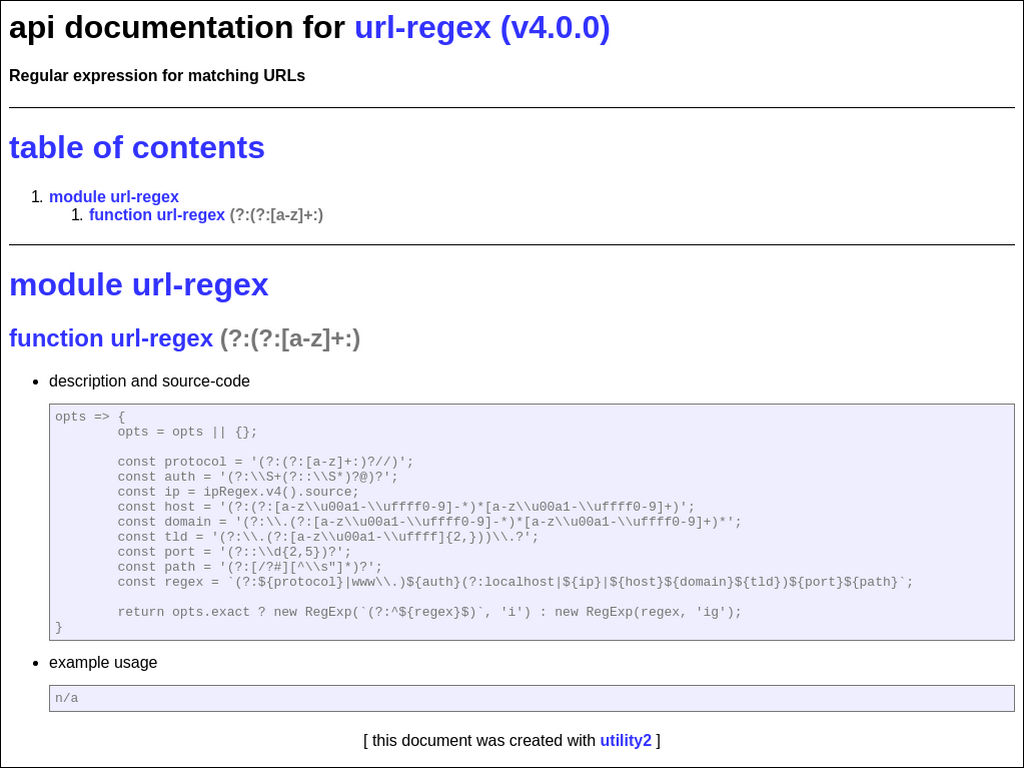 api documentation for url-regex (v4.0.0)
Regular expression for matching URLs
table of contents
1. module url-regex
1. function url-regex (?:(?:[a-z]+:)
module url-regex
function url-regex (?:(?:[a-z]+:)
• description and source-code
opts => {
        opts = opts || {};
        const protocol = '(?:(?:[a-z]+:)?//)';
        const auth = '(?:\\S+(?::\\S*)?@)?';
        const ip = ipRegex.v4().source;
        const host = '(?:(?:[a-z\\u00a1-\\uffff0-9]-*)*[a-z\\u00a1-\\uffff0-9]+)';
        const domain = '(?:\\.(?:[a-z\\u00a1-\\uffff0-9]-*)*[a-z\\u00a1-\\uffff0-9]+)*';
        const tld = '(?:\\.(?:[a-z\\u00a1-\\uffff]{2,}))\\.?';
        const port = '(?::\\d{2,5})?';
        const path = '(?:[/?#][^\\s"]*)?';
        const regex = `(?:${protocol}|www\\.)${auth}(?:localhost|${ip}|${host}${domain}${tld})${port}${path}`;
        return opts.exact ? new RegExp(`(?:^${regex}$)`, 'i') : new RegExp(regex, 'ig');
}
• example usage
n/a
[ this document was created with utility2 ]